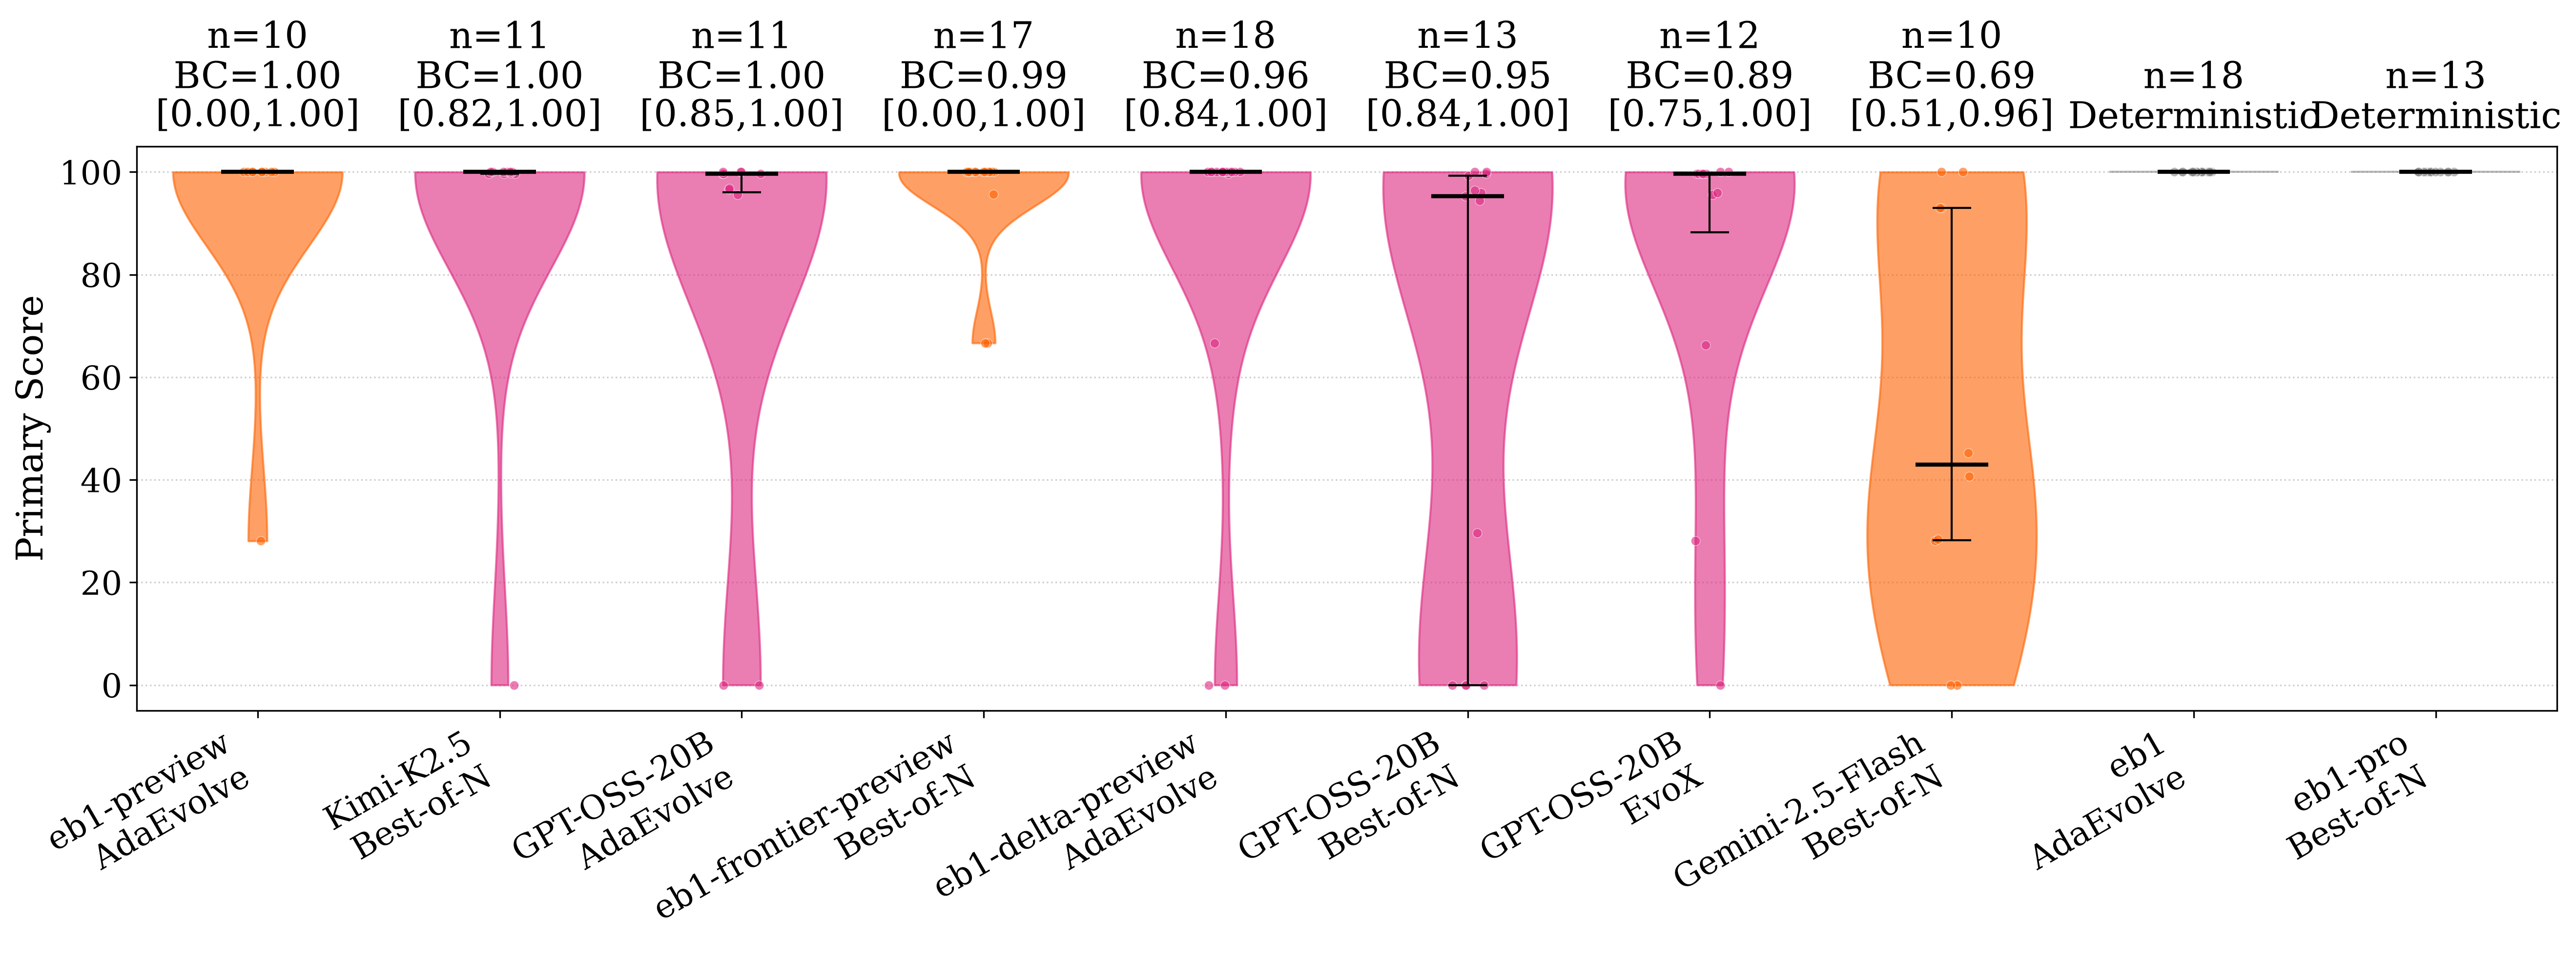 n=10
BC=1.00
[0.00,1.00]
n=11
BC=1.00
[0.82,1.00]
n=11
BC=1.00
[0.85,1.00]
n=17
BC=0.99
[0.00,1.00]
n=18
BC=0.96
[0.84,1.00]
n=13
BC=0.95
[0.84,1.00]
n=12
BC=0.89
[0.75,1.00]
n=10
BC=0.69
[0.51,0.96]
n=18
Deterministic
n=13
Deterministic
Primary Score
100
80
60
40
20
0
eb1-preview
AdaEvolve
Kimi-K2.5
Best-of-N
GPT-OSS-20B
AdaEvolve
eb1-frontier-preview
Best-of-N
eb1-delta-preview
AdaEvolve
GPT-OSS-20B
Best-of-N
GPT-OSS-20B
EvoX
Gemini-2.5-Flash
Best-of-N
eb1
AdaEvolve
eb1-pro
Best-of-N